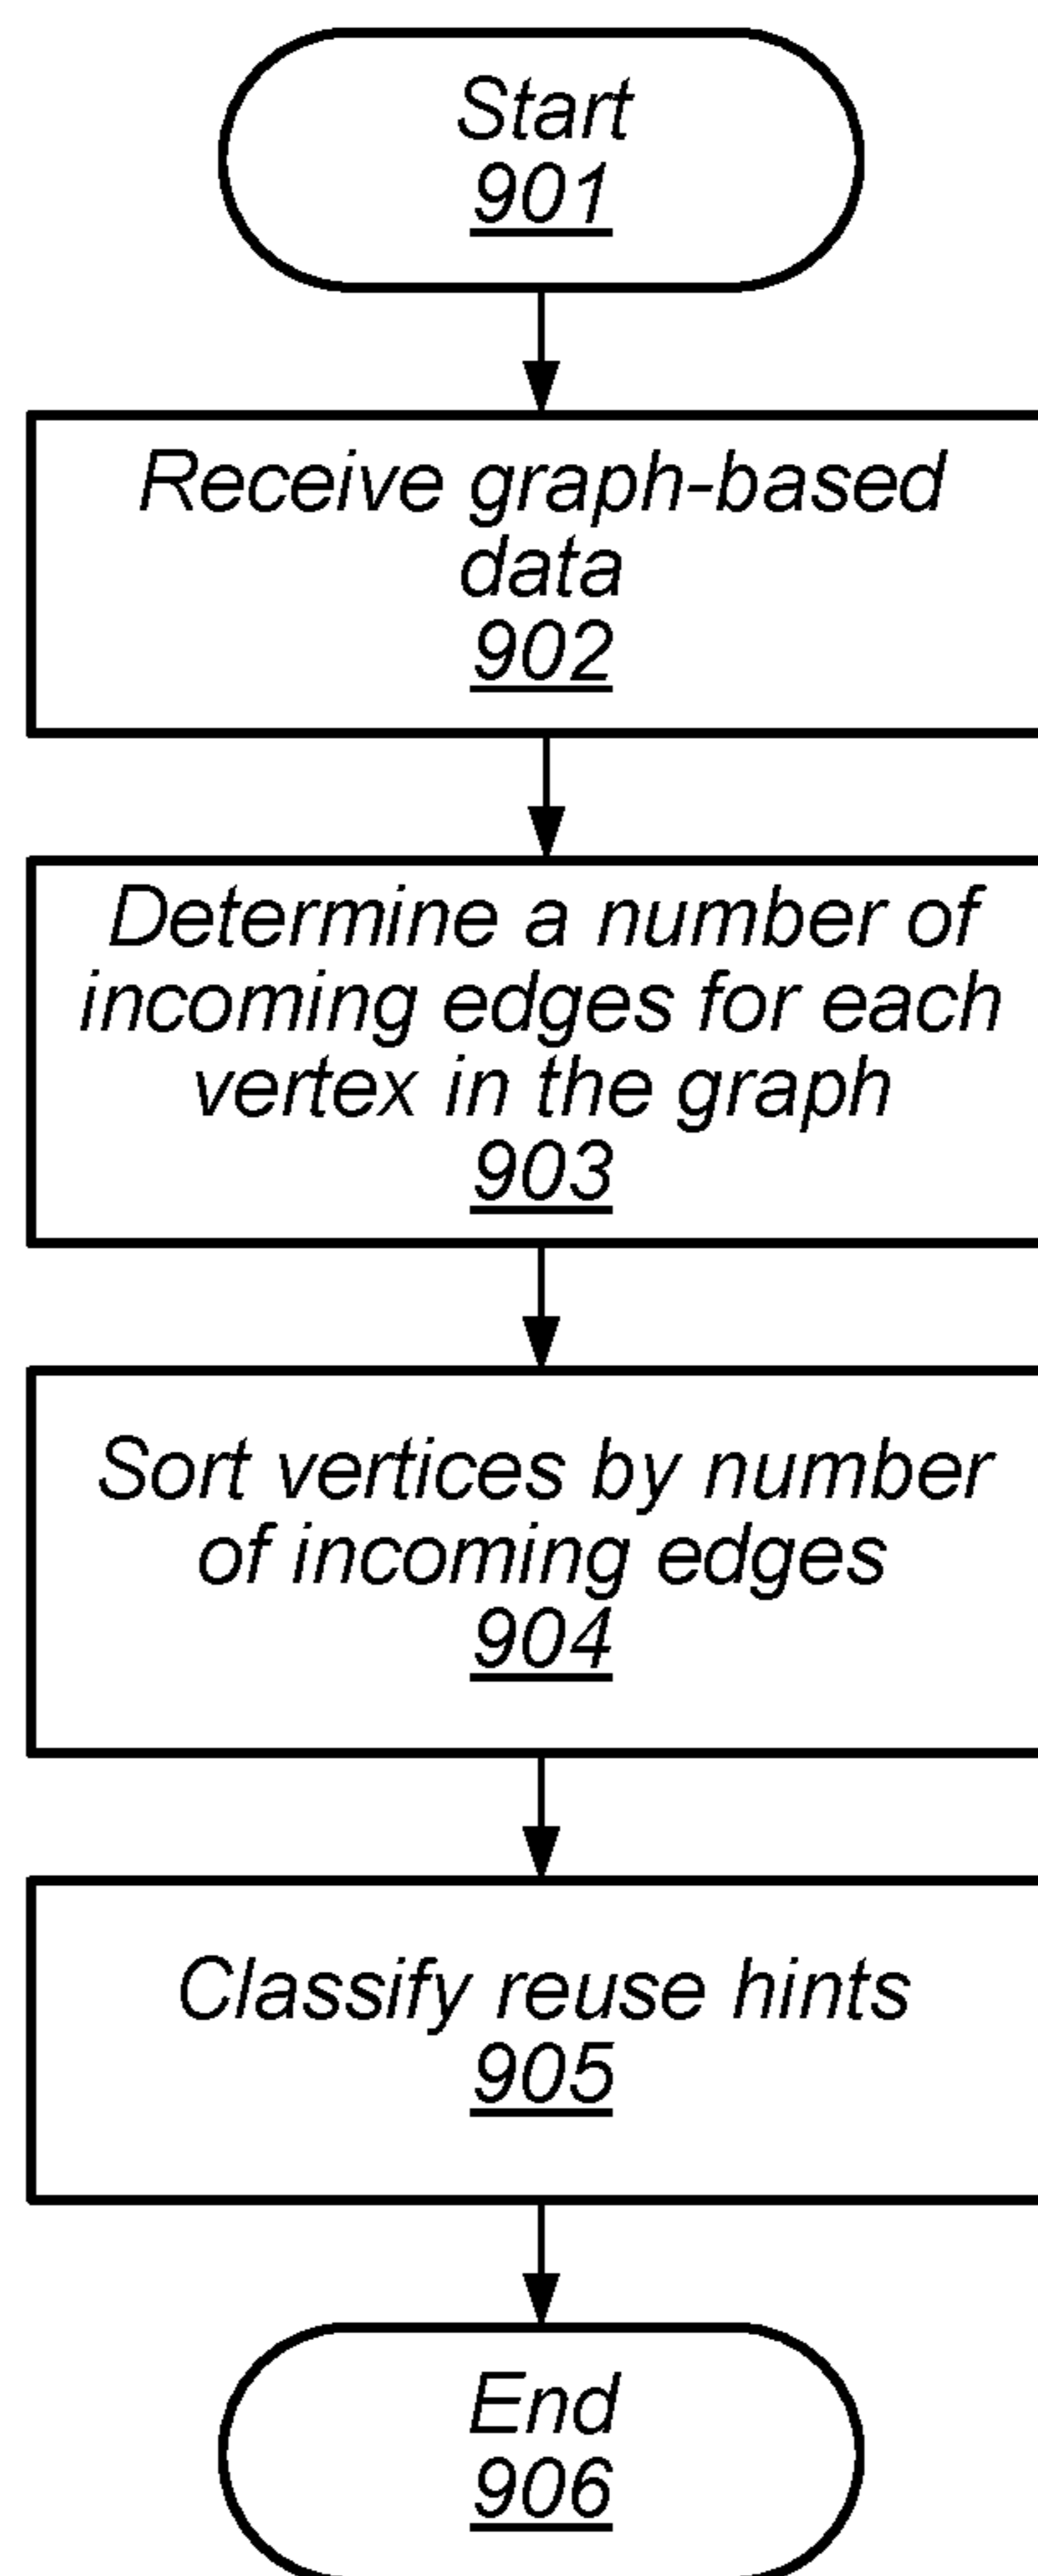 Start
901
Receive graph-based
data
902
Determine a number of
incoming edges for each
vertex in the graph
903
Sort vertices by number
of incoming edges
904
Classify reuse hints
905
End
906